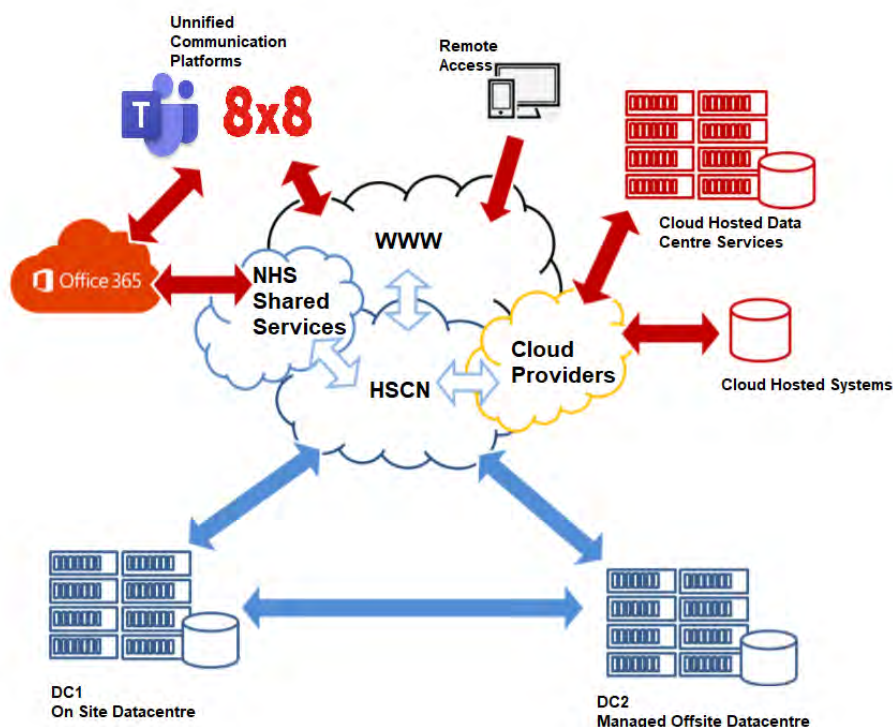 Unnified
Communication
Platforms
Remote
Access
T
8x8
Cloud Hosted Data
Centre Services
WWW
Office 365
NHS
Shared
Services
Cloud
Providers
HSCN
Cloud Hosted Systems
DC1
On Site Datacentre
DC2
Managed Offsite Datacentre